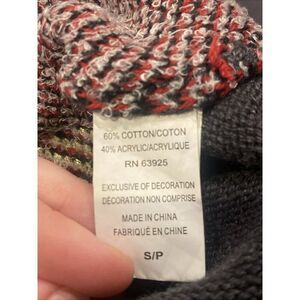 60% COTTON/COTON
40% ACRYLIC/ACRYLIQUE
RN 63925
EXCLUSIVE OF DECORATION
DÉCORATION NON COMPRISE
MADE IN CHINA
FABRIQUÉ EN CHINE
S/P